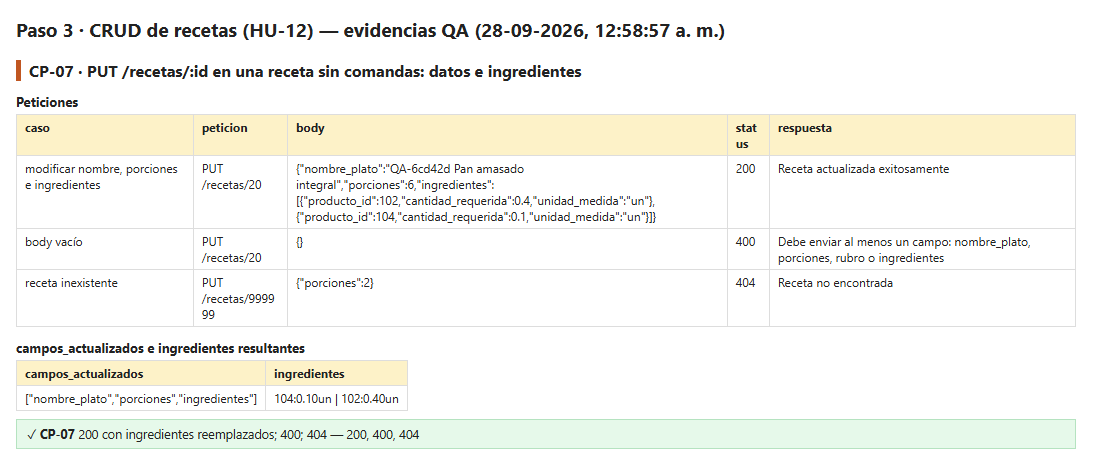 Paso 3 · CRUD de recetas (HU-12) — evidencias QA (28-09-2026, 12:58:57 a. m.)
CP-07 · PUT /recetas/:id en una receta sin comandas: datos e ingredientes
Peticiones
caso peticion body stat
us respuesta
modificar nombre, porciones
e ingredientes PUT
/recetas/20 {"nombre_plato":"QA-6cd42d Pan amasado
integral","porciones":6,"ingredientes":
[{"producto_id":102,"cantidad_requerida":0.4,"unidad_medida":"un"},
{"producto_id":104,"cantidad_requerida":0.1,"unidad_medida":"un"}]} 200 Receta actualizada exitosamente
body vacío PUT
/recetas/20 {} 400 Debe enviar al menos un campo: nombre_plato,
porciones, rubro o ingredientes
receta inexistente PUT
/recetas/9999
99 {"porciones":2} 404 Receta no encontrada
campos_actualizados e ingredientes resultantes
campos_actualizados ingredientes
["nombre_plato","porciones","ingredientes"] 104:0.10un | 102:0.40un
✓ CP-07 200 con ingredientes reemplazados; 400; 404 — 200, 400, 404